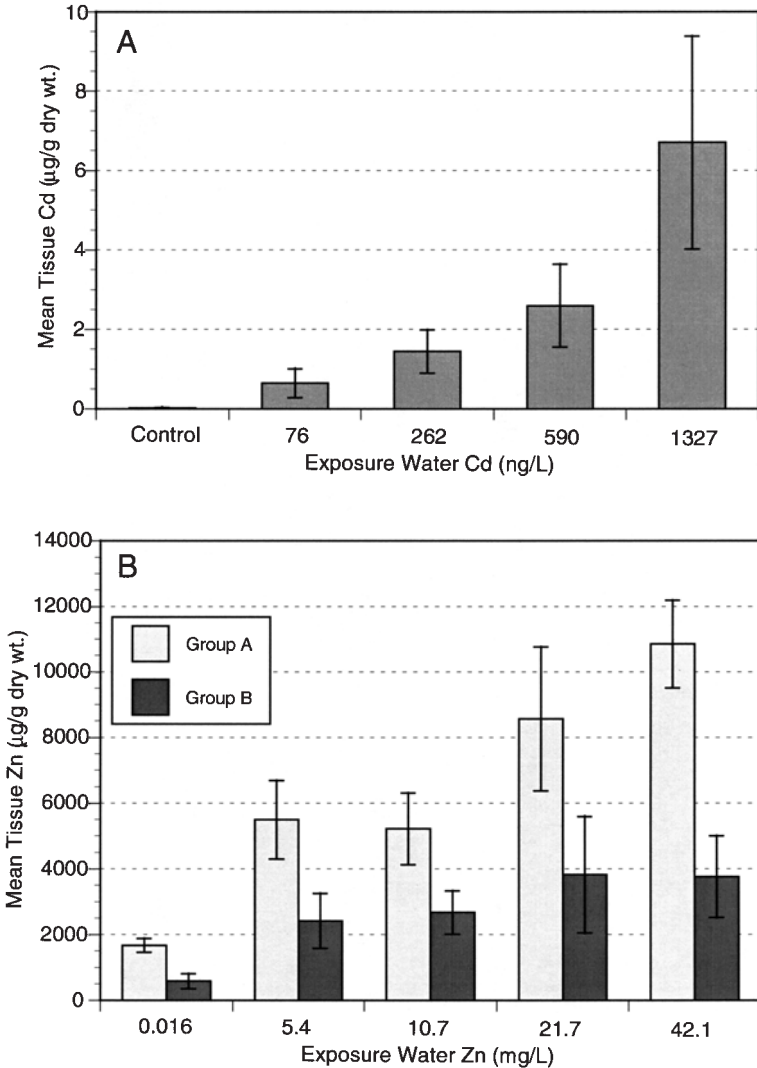 A
10
8
6
4
2
0
Mean Tissue Cd (µg/g dry wt.)
Control 76 262 590 1327
Exposure Water Cd (ng/L)
B
14000
12000
10000
8000
6000
4000
2000
0
Mean Tissue Zn (µg/g dry wt.)
Group A
Group B
0.016 5.4 10.7 21.7 42.1
Exposure Water Zn (mg/L)